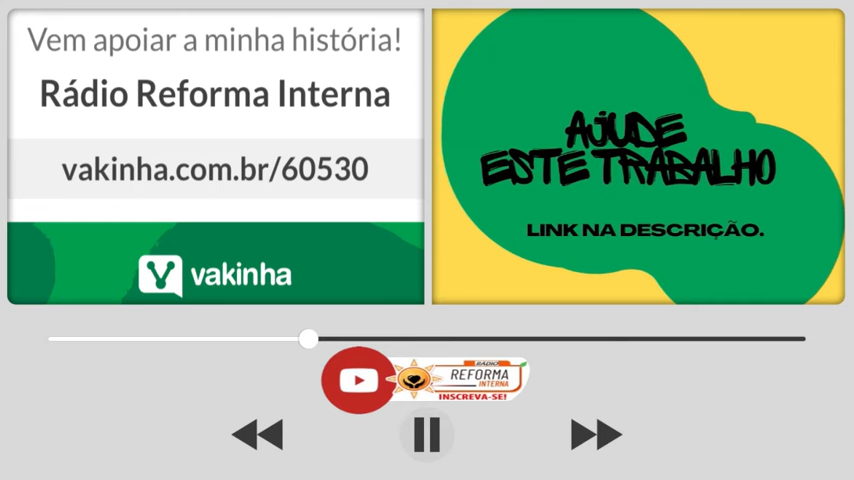 Vem apoiar a minha história!
Rádio Reforma Interna
vakinha.com.br/60530
vakinha
AJUDE
ESTE TRABALHO
LINK NA DESCRIÇÃO.
RÁDIO
REFORMA
INTERNA
INSCREVA-SE!